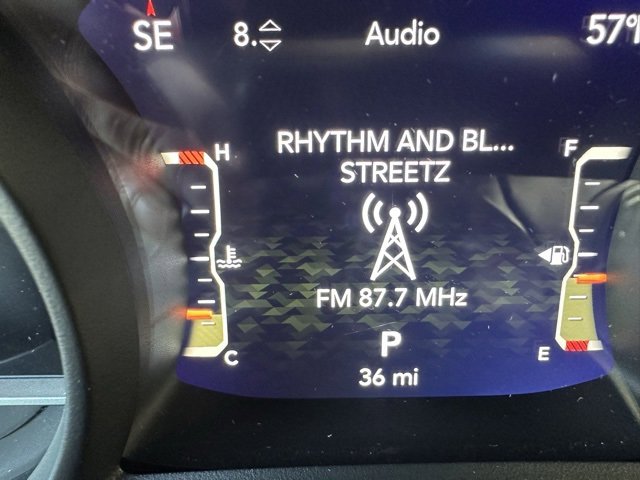 SE 8. Audio 57°
RHYTHM AND BL...
STREETZ
H F
FM 87.7 MHz
P
C E
36 mi